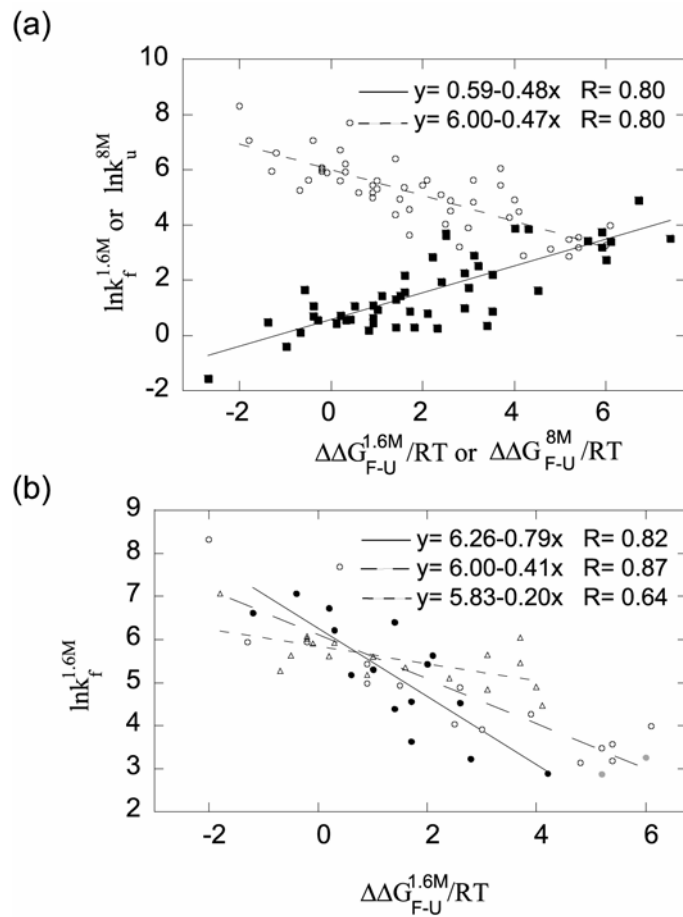 (a)
10
8
6
4
2
0
-2
lnk_f^1.6M or lnk_u^8M
y= 0.59-0.48x R= 0.80
y= 6.00-0.47x R= 0.80
-2 0 2 4 6
ΔΔG_F-U^1.6M/RT or ΔΔG_F-U^8M/RT
(b)
9
8
7
6
5
4
3
2
lnk_f^1.6M
y= 6.26-0.79x R= 0.82
y= 6.00-0.41x R= 0.87
y= 5.83-0.20x R= 0.64
-2 0 2 4 6
ΔΔG_F-U^1.6M/RT